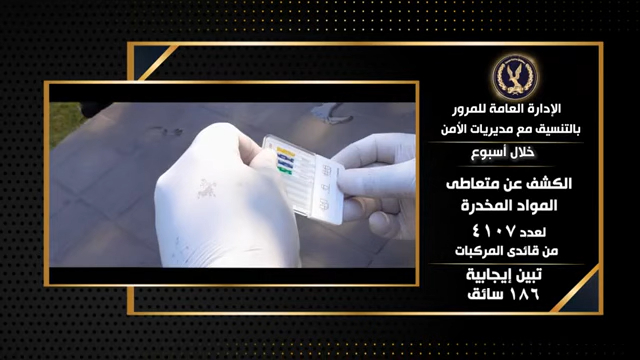 الإدارة العامة للمرور
بالتنسيق مع مديريات الأمن
خلال أسبوع
الكشف عن متعاطى
المواد المخدرة
لعدد ٤١٠٧
من قائدى المركبات
تبين إيجابية
١٨٦ سائق